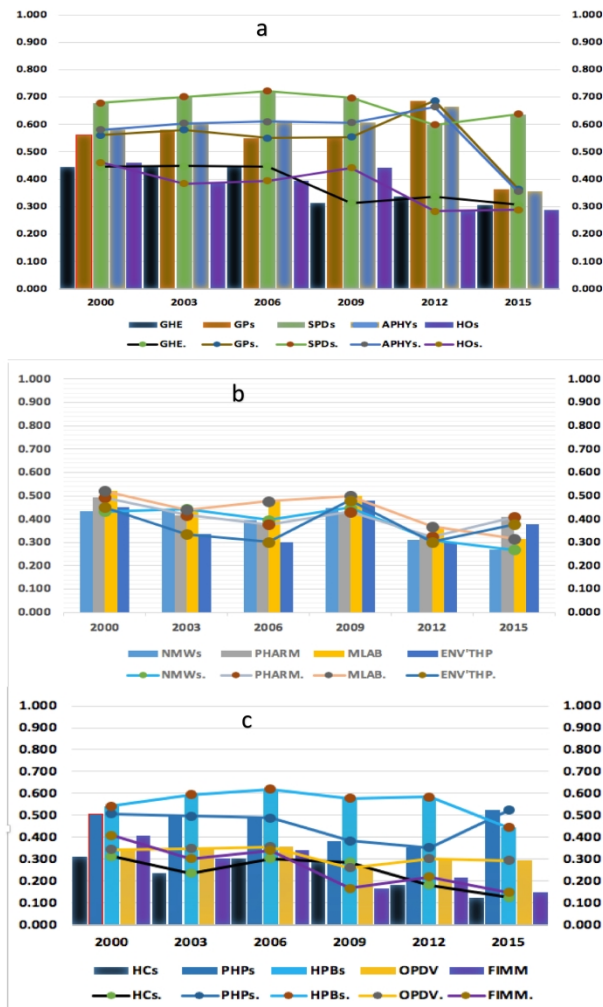 a
1.000 1.000
0.900 0.900
0.800 0.800
0.700 0.700
0.600 0.600
0.500 0.500
0.400 0.400
0.300 0.300
0.200 0.200
0.100 0.100
0.000 0.000
2000 2003 2006 2009 2012 2015
GHE GPs SPDs APHYs HOs
GHE. GPs. SPDs. APHYs. HOs.
b
1.000 1.000
0.900 0.900
0.800 0.800
0.700 0.700
0.600 0.600
0.500 0.500
0.400 0.400
0.300 0.300
0.200 0.200
0.100 0.100
0.000 0.000
2000 2003 2006 2009 2012 2015
NMWs PHARM MLAB ENV'THP
NMWs. PHARM. MLAB. ENV'THP.
c
1.000 1.000
0.900 0.900
0.800 0.800
0.700 0.700
0.600 0.600
0.500 0.500
0.400 0.400
0.300 0.300
0.200 0.200
0.100 0.100
0.000 0.000
2000 2003 2006 2009 2012 2015
HCs PHPs HPBs OPDV FIMM
HCs. PHPs. HPBs. OPDV. FIMM.